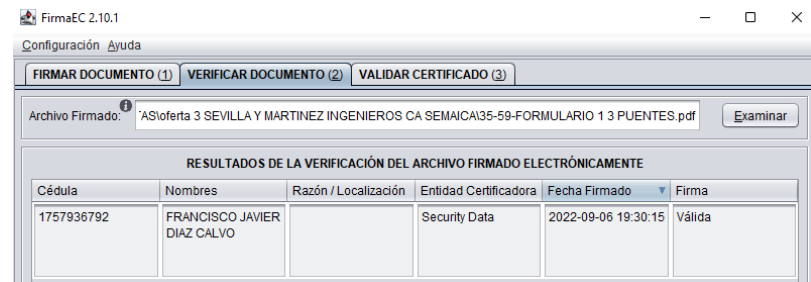 FirmaEC 2.10.1
Configuración Ayuda
FIRMAR DOCUMENTO (1) VERIFICAR DOCUMENTO (2) VALIDAR CERTIFICADO (3)
Archivo Firmado: AS\oferta 3 SEVILLA Y MARTINEZ INGENIEROS CA SEMAICA\35-59-FORMULARIO 1 3 PUENTES.pdf Examinar
RESULTADOS DE LA VERIFICACIÓN DEL ARCHIVO FIRMADO ELECTRÓNICAMENTE
Cédula Nombres Razón / Localización Entidad Certificadora Fecha Firmado Firma
1757936792 FRANCISCO JAVIER Security Data 2022-09-06 19:30:15 Válida
DIAZ CALVO